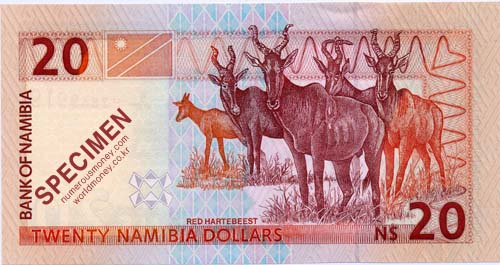 20
BANK OF NAMIBIA
SPECIMEN
numerousmoney.com
worldmoney.co.kr
RED HARTEBEEST
TWENTY NAMIBIA DOLLARS
N$ 20